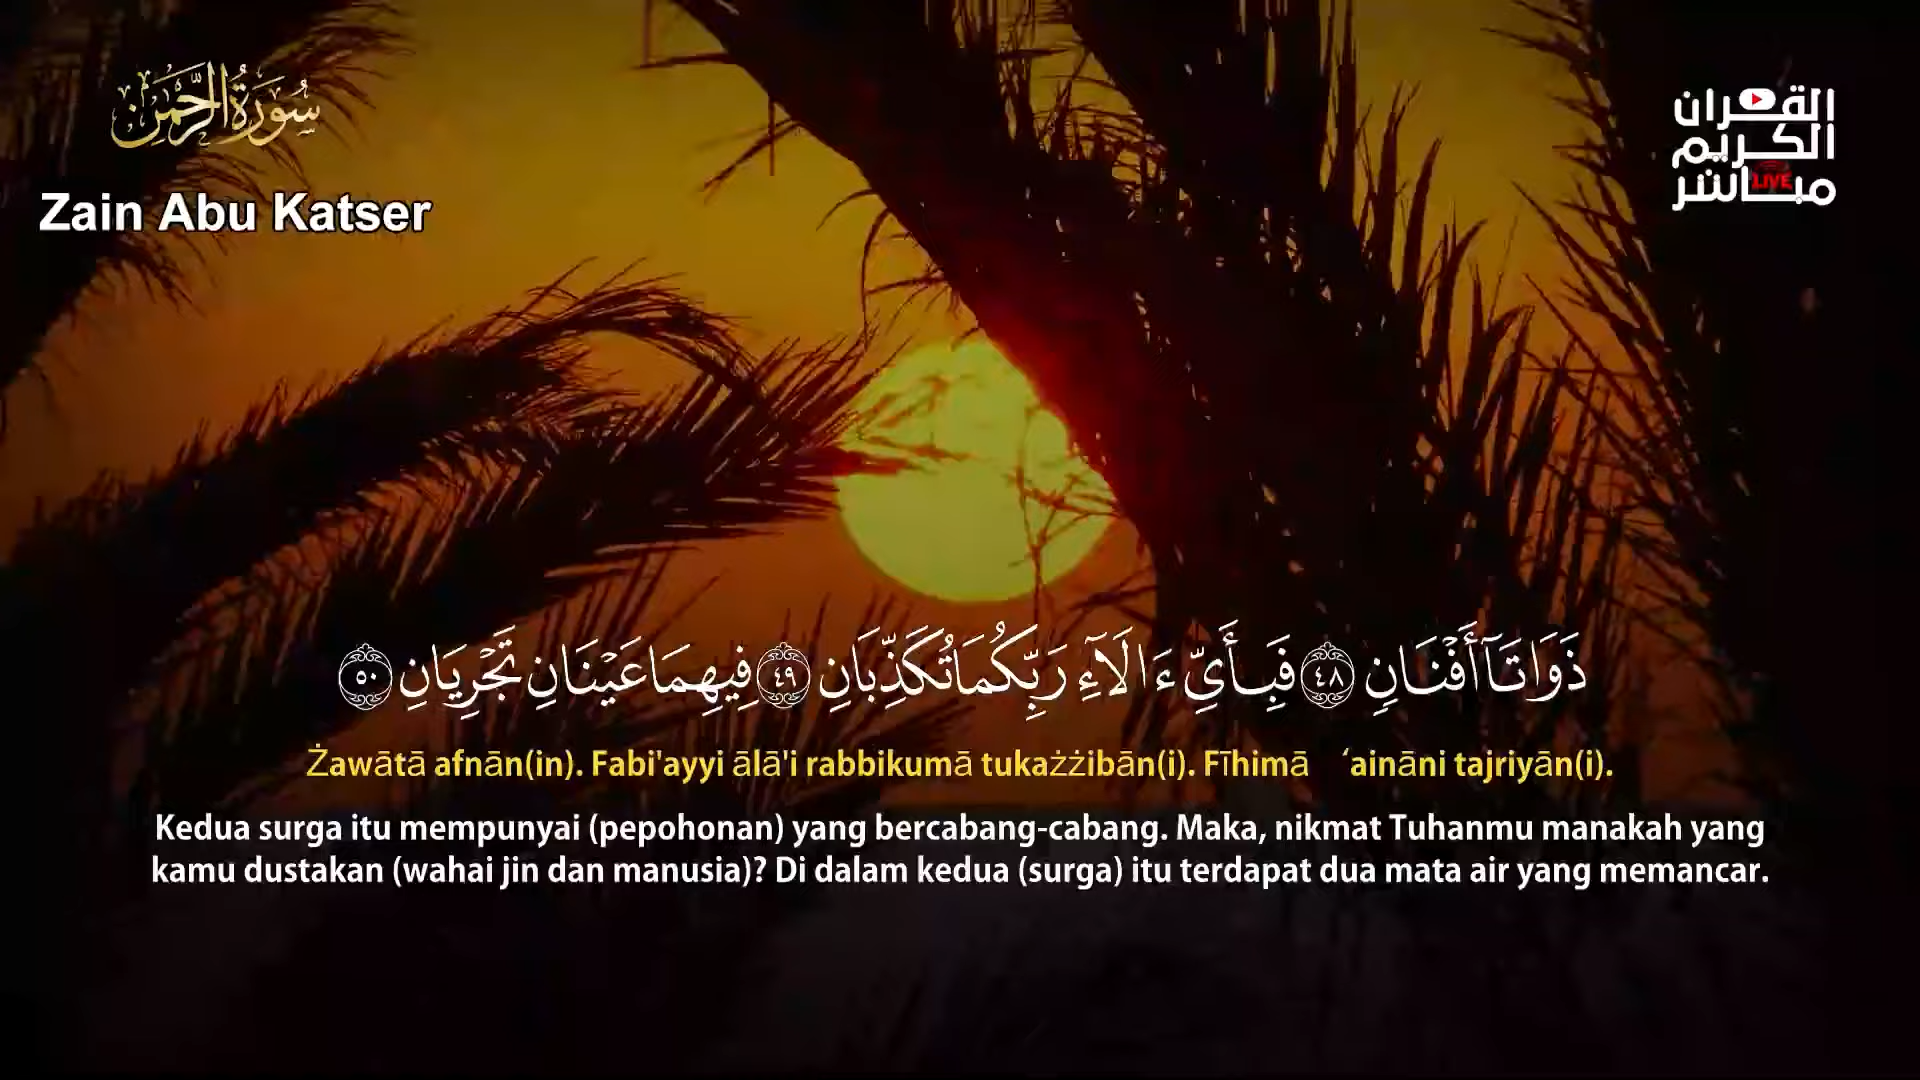 سُورَةُ الرَّحْمَٰن
Zain Abu Katser
القران
الكريم
مباشر
LIVE
ذَوَاتَآ أَفْنَانٍ ٤٨ فَبِأَيِّ ءَالَآءِ رَبِّكُمَا تُكَذِّبَانِ ٤٩ فِيهِمَا عَيْنَانِ تَجْرِيَانِ ٥٠
Żawātā afnān(in). Fabi'ayyi ālā'i rabbikumā tukażżibān(i). Fīhimā ‘aināni tajriyān(i).
Kedua surga itu mempunyai (pepohonan) yang bercabang-cabang. Maka, nikmat Tuhanmu manakah yang
kamu dustakan (wahai jin dan manusia)? Di dalam kedua (surga) itu terdapat dua mata air yang memancar.